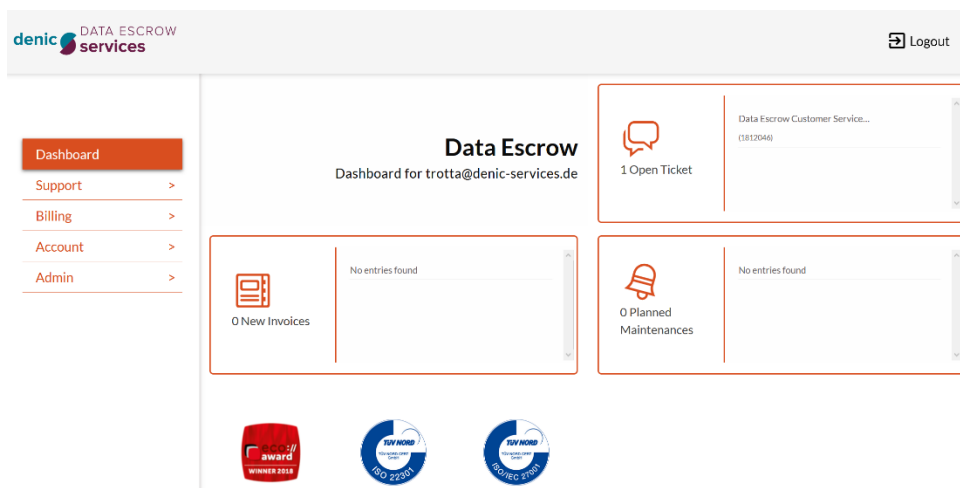 denic DATA ESCROW
services
Logout
Dashboard
Support >
Billing >
Account >
Admin >
Data Escrow
Dashboard for trotta@denic-services.de
1 Open Ticket
Data Escrow Customer Service...
(1812046)
0 New Invoices
No entries found
0 Planned
Maintenances
No entries found
eco://
award
WINNER 2018
TÜV NORD
ISO 22301
TÜV NORD
ISO/IEC 27001